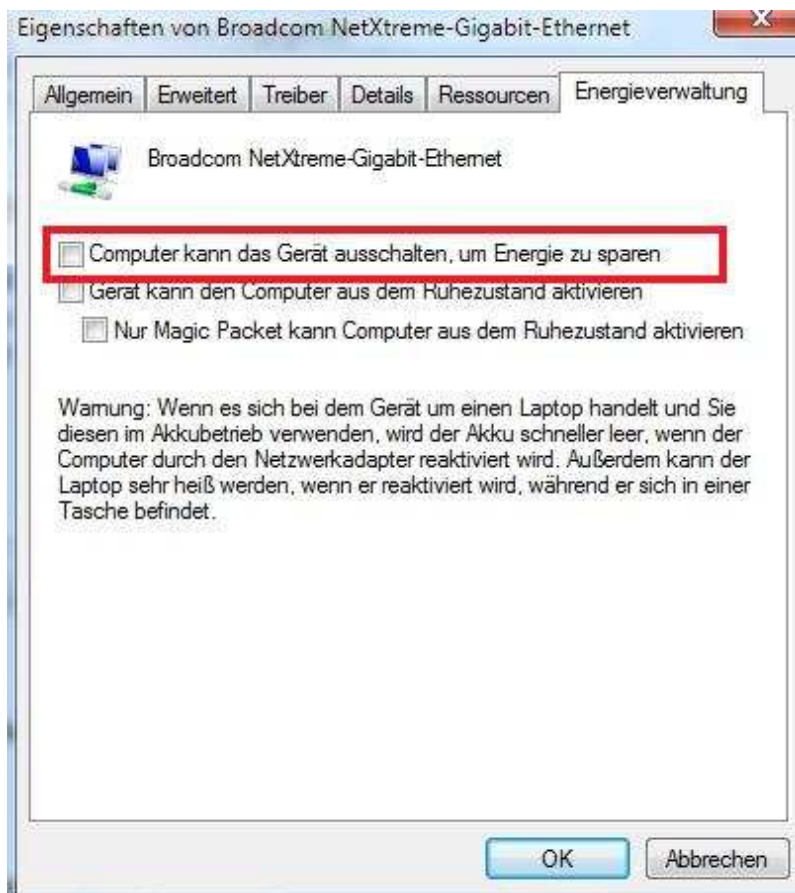 Eigenschaften von Broadcom NetXtreme-Gigabit-Ethernet
Allgemein Erweitert Treiber Details Ressourcen Energieverwaltung
Broadcom NetXtreme-Gigabit-Ethernet
Computer kann das Gerät ausschalten, um Energie zu sparen
Gerät kann den Computer aus dem Ruhezustand aktivieren
Nur Magic Packet kann Computer aus dem Ruhezustand aktivieren
Warnung: Wenn es sich bei dem Gerät um einen Laptop handelt und Sie
diesen im Akkubetrieb verwenden, wird der Akku schneller leer, wenn der
Computer durch den Netzwerkadapter reaktiviert wird. Außerdem kann der
Laptop sehr heiß werden, wenn er reaktiviert wird, während er sich in einer
Tasche befindet.
OK Abbrechen